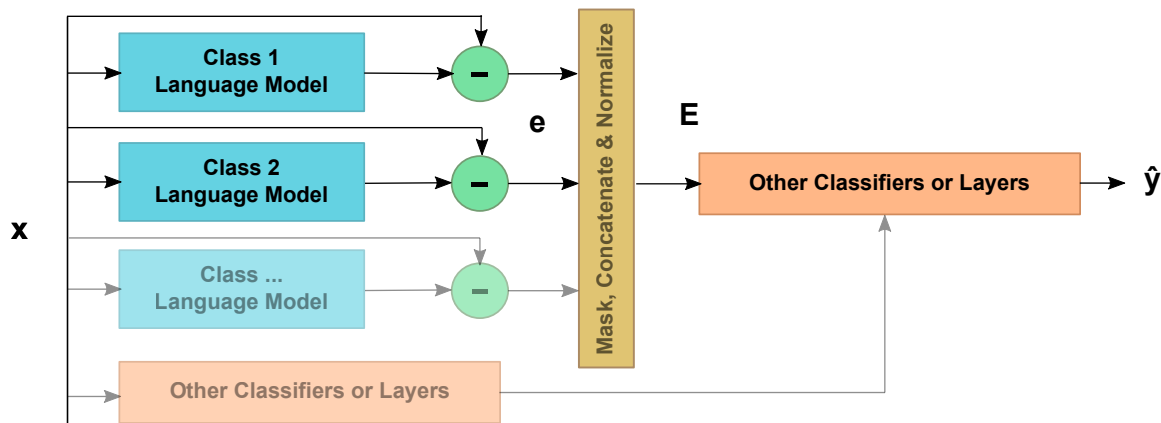 Class 1
Language Model
–
e
Class 2
Language Model
–
x
Class ...
Language Model
–
Other Classifiers or Layers
Mask, Concatenate & Normalize
E
Other Classifiers or Layers
ŷ